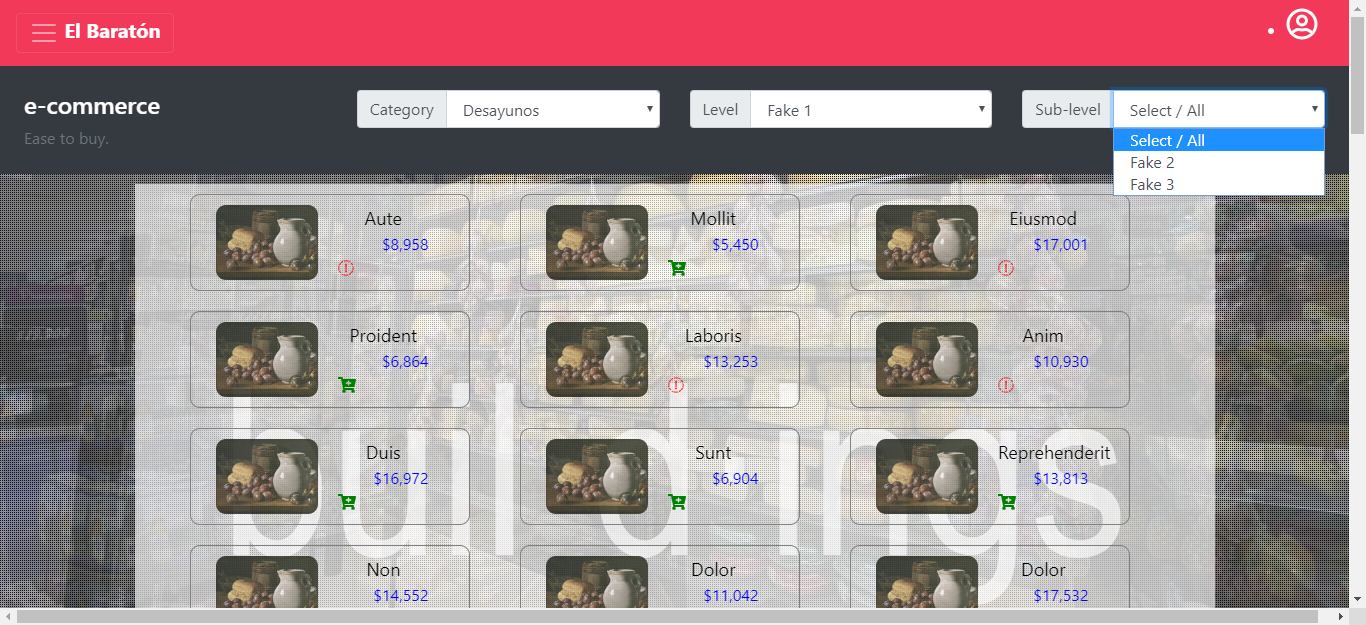 El Baratón
e-commerce
Ease to buy.
Category Desayunos
Level Fake 1
Sub-level Select / All
Select / All
Fake 2
Fake 3
Aute
$8,958
Mollit
$5,450
Eiusmod
$17,001
Proident
$6,864
Laboris
$13,253
Anim
$10,930
Duis
$16,972
Sunt
$6,904
Reprehenderit
$13,813
Non
$14,552
Dolor
$11,042
Dolor
$17,532
build ings